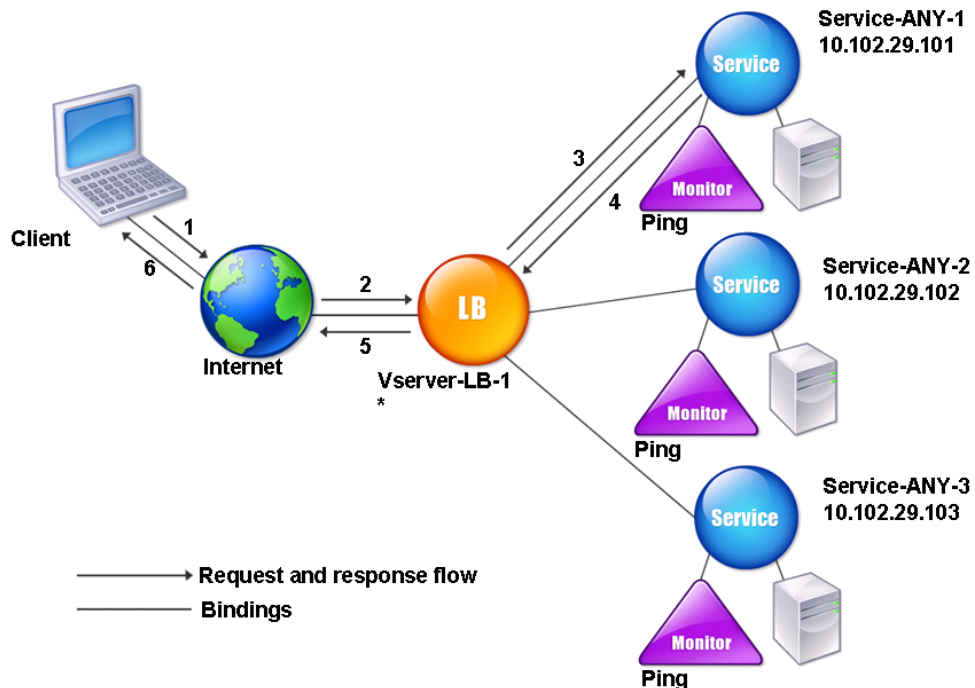 Service-ANY-1
10.102.29.101
Service
3
4
Monitor
Ping
Client
1
6
2
5
Internet
LB
Vserver-LB-1
*
Service-ANY-2
10.102.29.102
Service
Monitor
Ping
Service-ANY-3
10.102.29.103
Service
Monitor
Ping
Request and response flow
Bindings